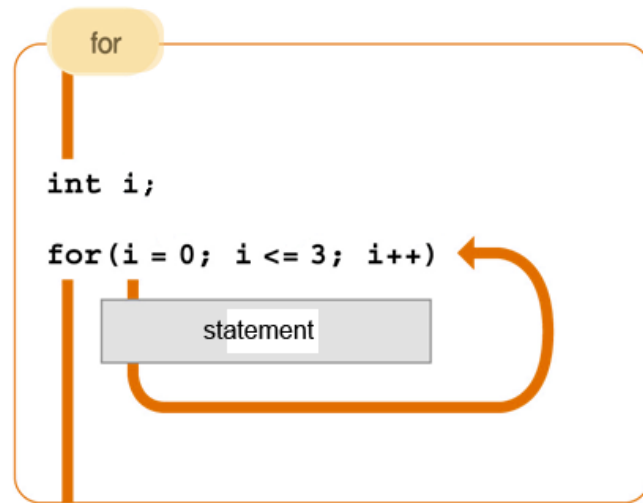 for
int i;
for(i = 0; i <= 3; i++)
statement